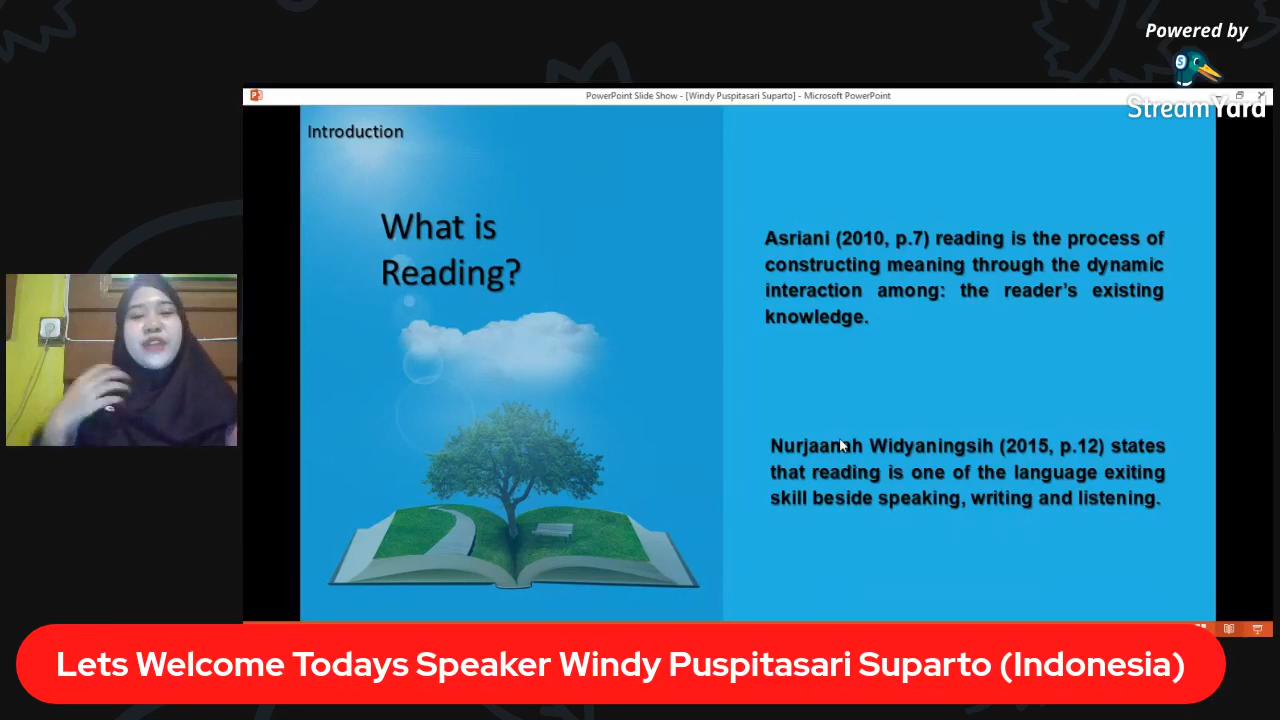 Powered by
StreamYard
PowerPoint Slide Show - [Windy Puspitasari Suparto] - Microsoft PowerPoint
Introduction
What is
Reading?
Asriani (2010, p.7) reading is the process of
constructing meaning through the dynamic
interaction among: the reader's existing
knowledge.
Nurjaanah Widyaningsih (2015, p.12) states
that reading is one of the language exiting
skill beside speaking, writing and listening.
Lets Welcome Todays Speaker Windy Puspitasari Suparto (Indonesia)